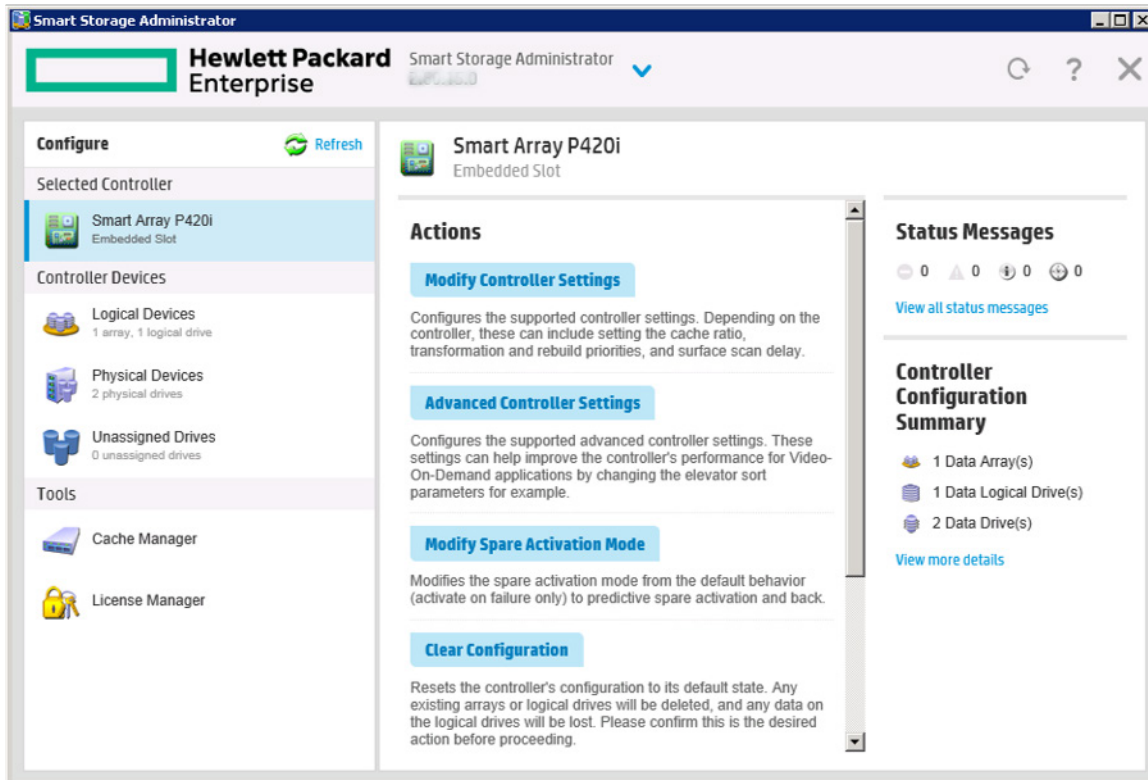 Smart Storage Administrator
Hewlett Packard
Enterprise
Smart Storage Administrator
Configure
Refresh
Selected Controller
Smart Array P420i
Embedded Slot
Controller Devices
Logical Devices
1 array, 1 logical drive
Physical Devices
2 physical drives
Unassigned Drives
0 unassigned drives
Tools
Cache Manager
License Manager
Smart Array P420i
Embedded Slot
Actions
Modify Controller Settings
Configures the supported controller settings. Depending on the
controller, these can include setting the cache ratio,
transformation and rebuild priorities, and surface scan delay.
Advanced Controller Settings
Configures the supported advanced controller settings. These
settings can help improve the controller's performance for Video-
On-Demand applications by changing the elevator sort
parameters for example.
Modify Spare Activation Mode
Modifies the spare activation mode from the default behavior
(activate on failure only) to predictive spare activation and back.
Clear Configuration
Resets the controller's configuration to its default state. Any
existing arrays or logical drives will be deleted, and any data on
the logical drives will be lost. Please confirm this is the desired
action before proceeding.
Status Messages
0 0 0 0
View all status messages
Controller
Configuration
Summary
1 Data Array(s)
1 Data Logical Drive(s)
2 Data Drive(s)
View more details